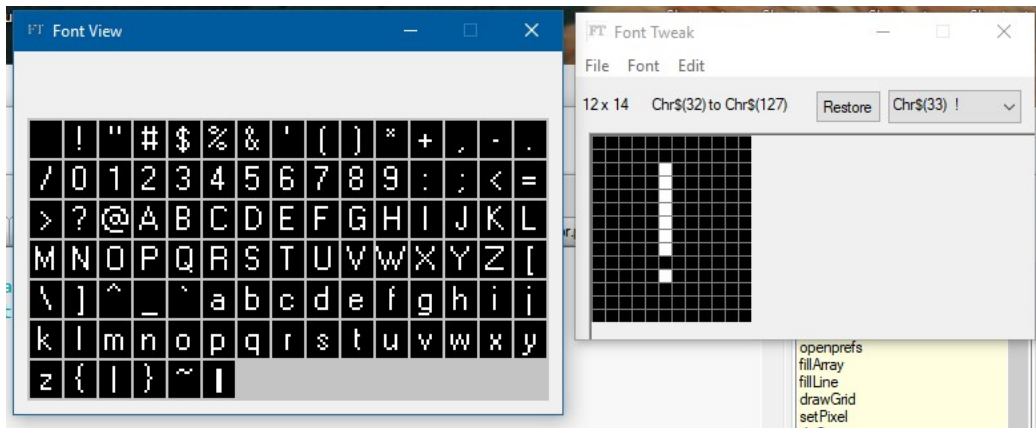 FT Font View
! " # $ % & ' ( ) * + , - .
/ 0 1 2 3 4 5 6 7 8 9 : ; < =
> ? @ A B C D E F G H I J K L
M N O P Q R S T U V W X Y Z [
\ ] ^ _ ` a b c d e f g h i j
k l m n o p q r s t u v w x y
z { | } ~
FT Font Tweak
File Font Edit
12 x 14 Chr$(32) to Chr$(127) Restore Chr$(33) !
openprefs
fillArray
fillLine
drawGrid
setPixel